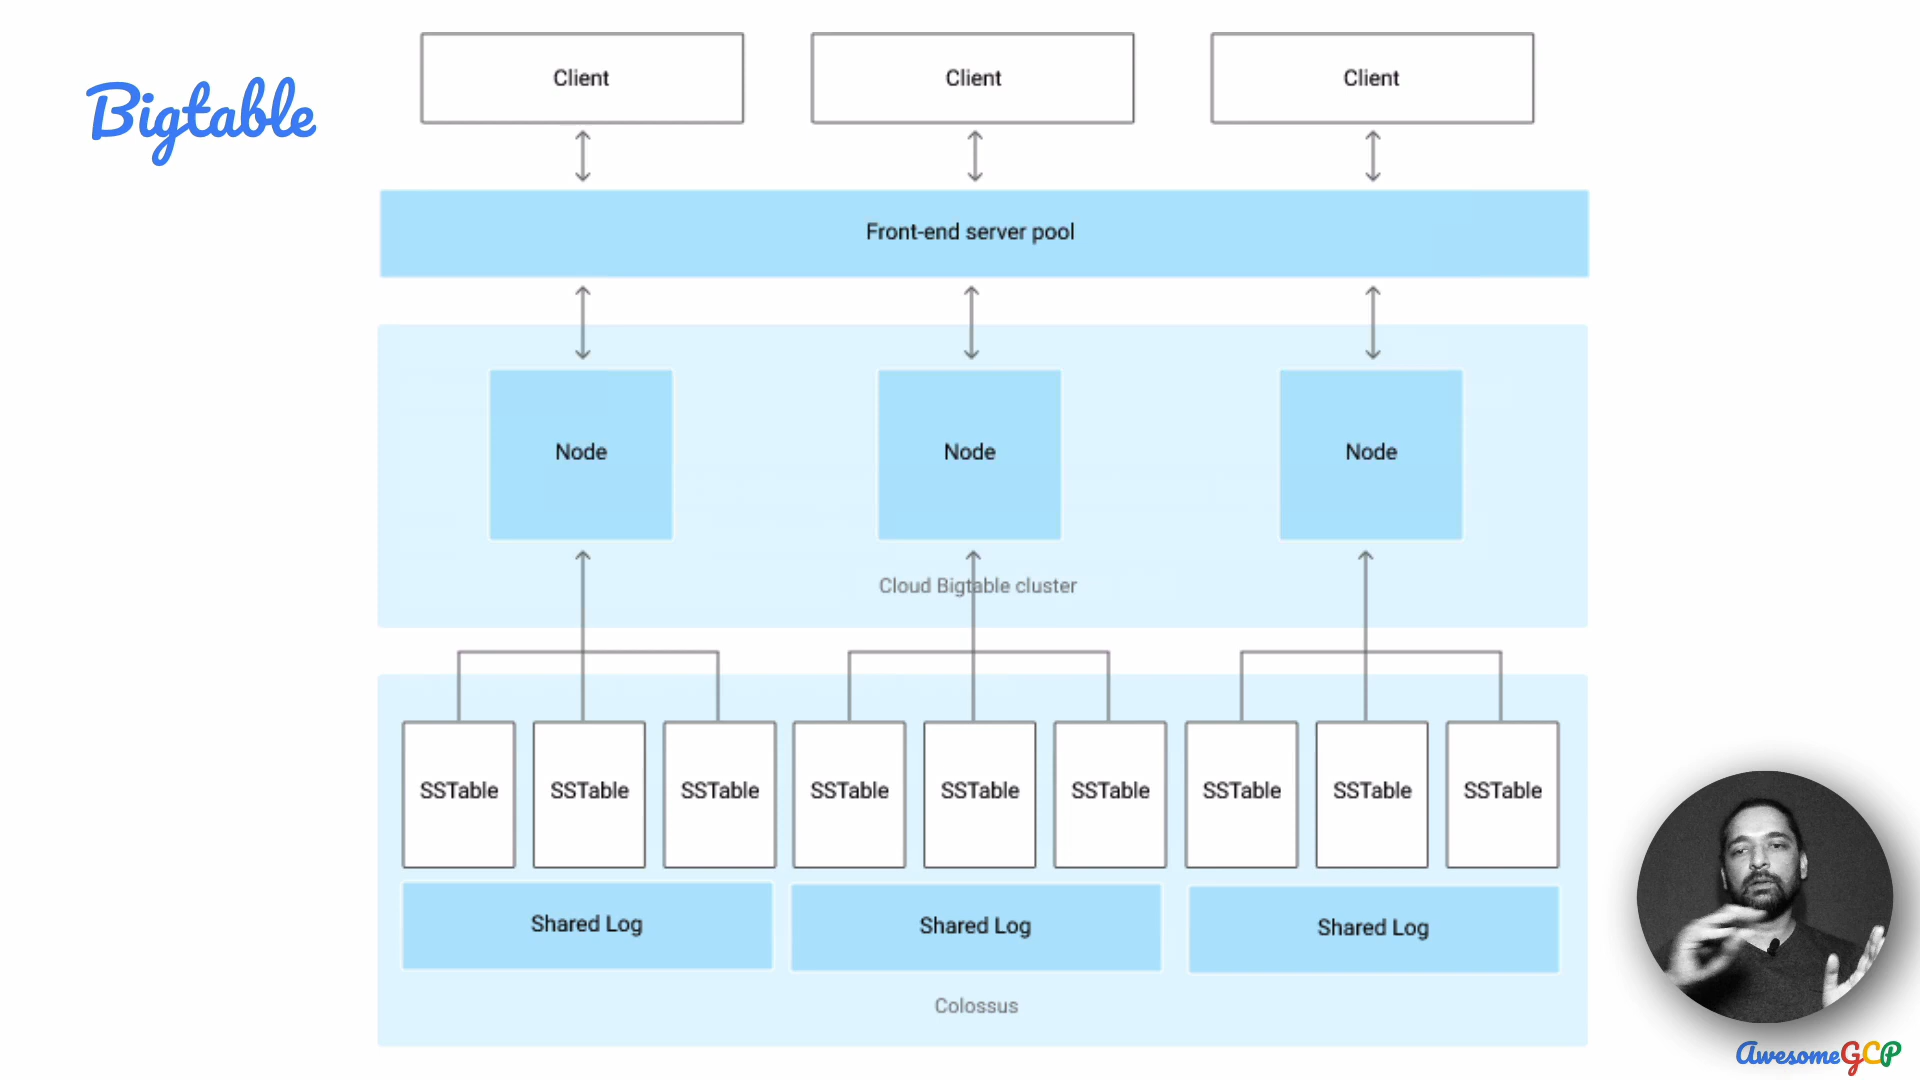 Bigtable
Client
Client
Client
Front-end server pool
Node
Node
Node
Cloud Bigtable cluster
SSTable
SSTable
SSTable
SSTable
SSTable
SSTable
SSTable
SSTable
SSTable
Shared Log
Shared Log
Shared Log
Colossus
AwesomeGCP